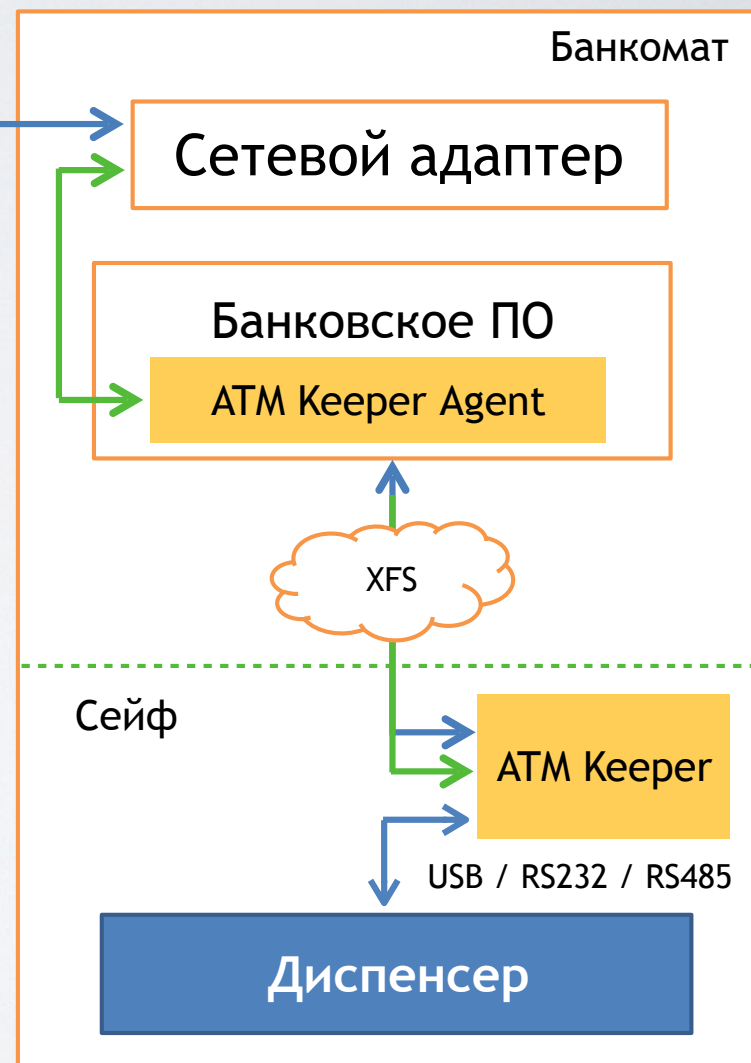 Банкомат
Сетевой адаптер
Банковское ПО
ATM Keeper Agent
XFS
Сейф
ATM Keeper
USB / RS232 / RS485
Диспенсер